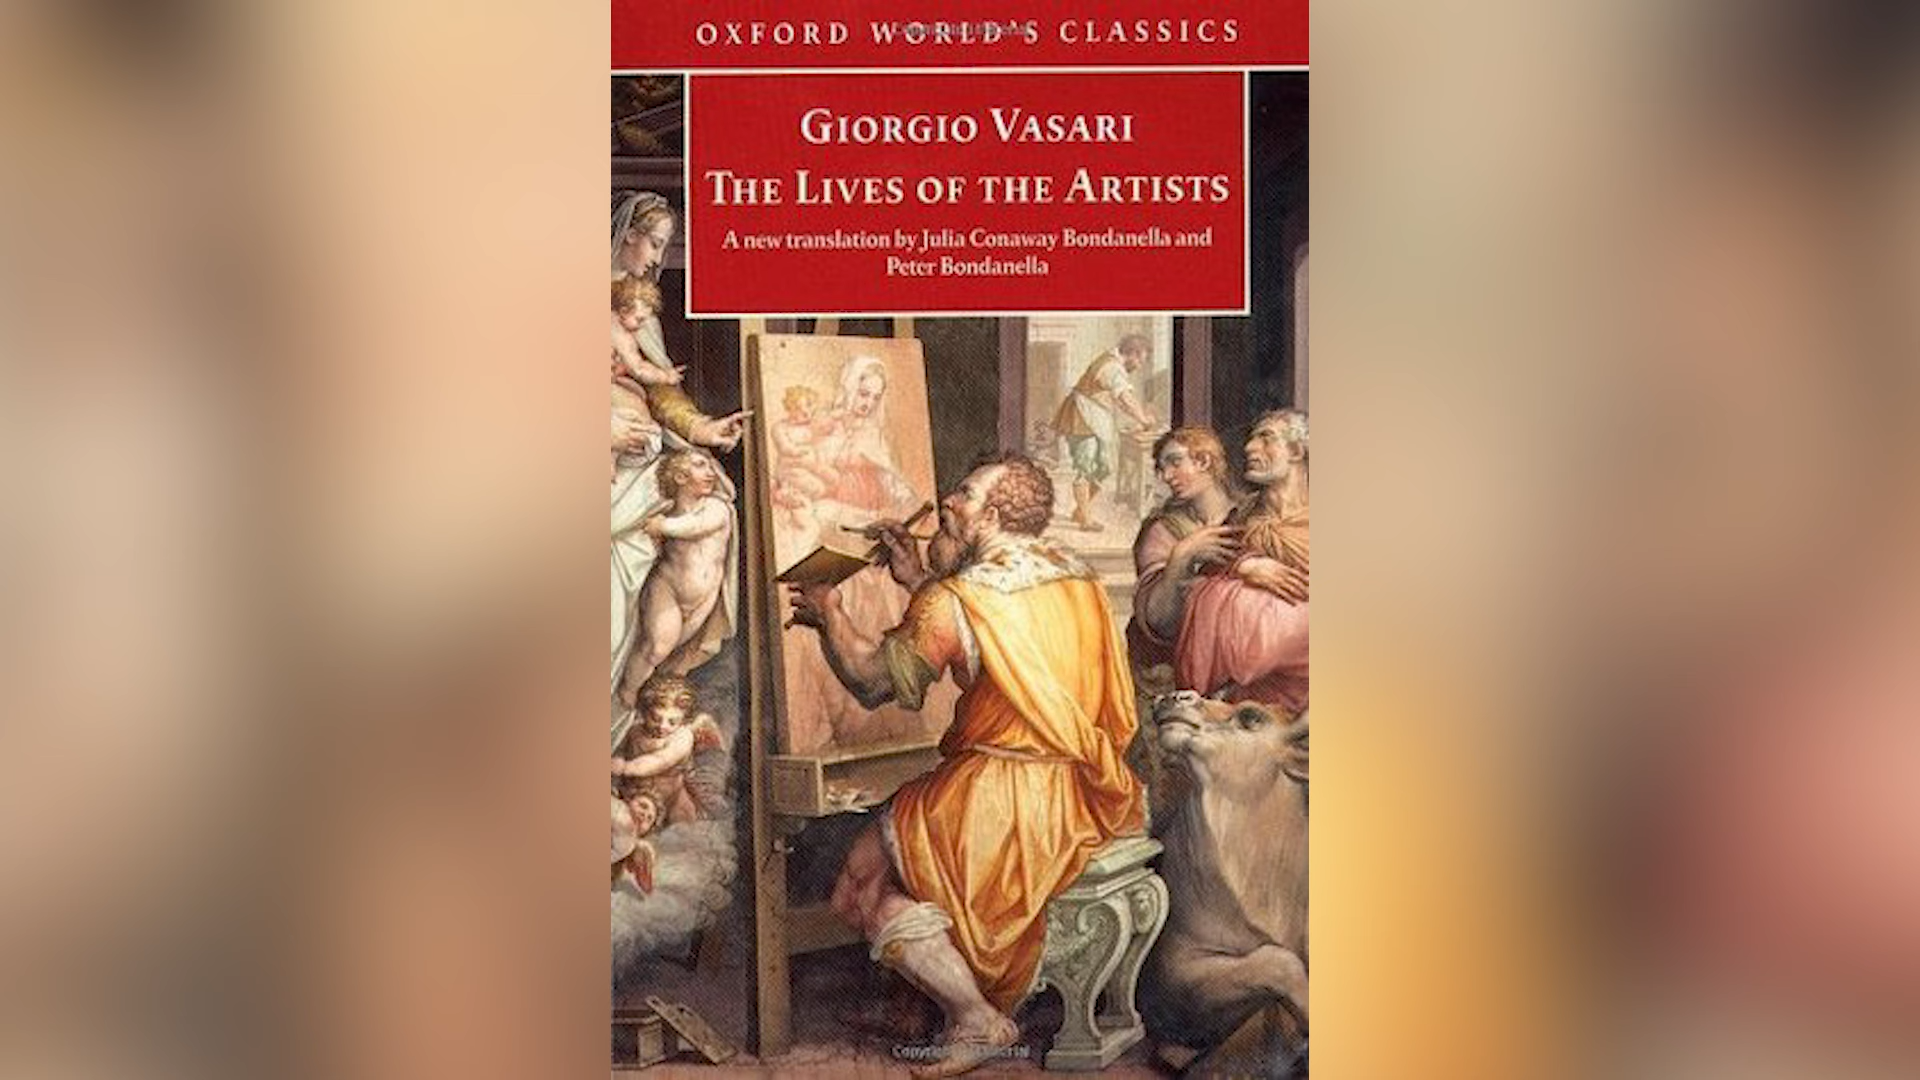 OXFORD WORLD'S CLASSICS
GIORGIO VASARI
THE LIVES OF THE ARTISTS
A new translation by Julia Conaway Bondanella and
Peter Bondanella